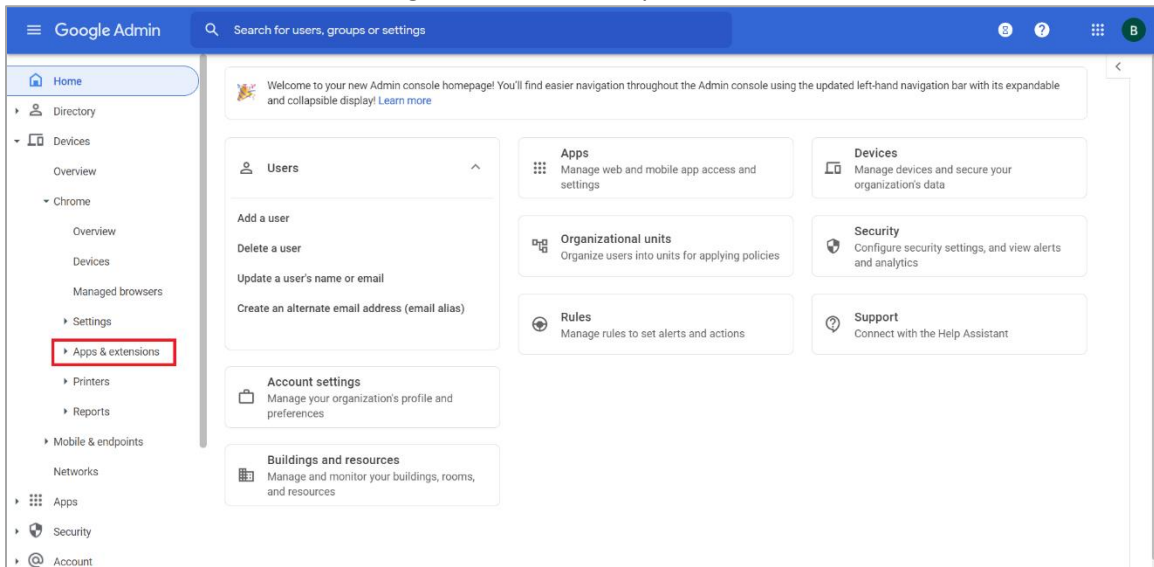 Google Admin
Search for users, groups or settings
B
Home
Directory
Devices
Overview
Chrome
Overview
Devices
Managed browsers
Settings
Apps & extensions
Printers
Reports
Mobile & endpoints
Networks
Apps
Security
Account
Welcome to your new Admin console homepage! You'll find easier navigation throughout the Admin console using the updated left-hand navigation bar with its expandable
and collapsible display! Learn more
Users
Add a user
Delete a user
Update a user's name or email
Create an alternate email address (email alias)
Apps
Manage web and mobile app access and
settings
Devices
Manage devices and secure your
organization's data
Organizational units
Organize users into units for applying policies
Security
Configure security settings, and view alerts
and analytics
Rules
Manage rules to set alerts and actions
Support
Connect with the Help Assistant
Account settings
Manage your organization's profile and
preferences
Buildings and resources
Manage and monitor your buildings, rooms,
and resources